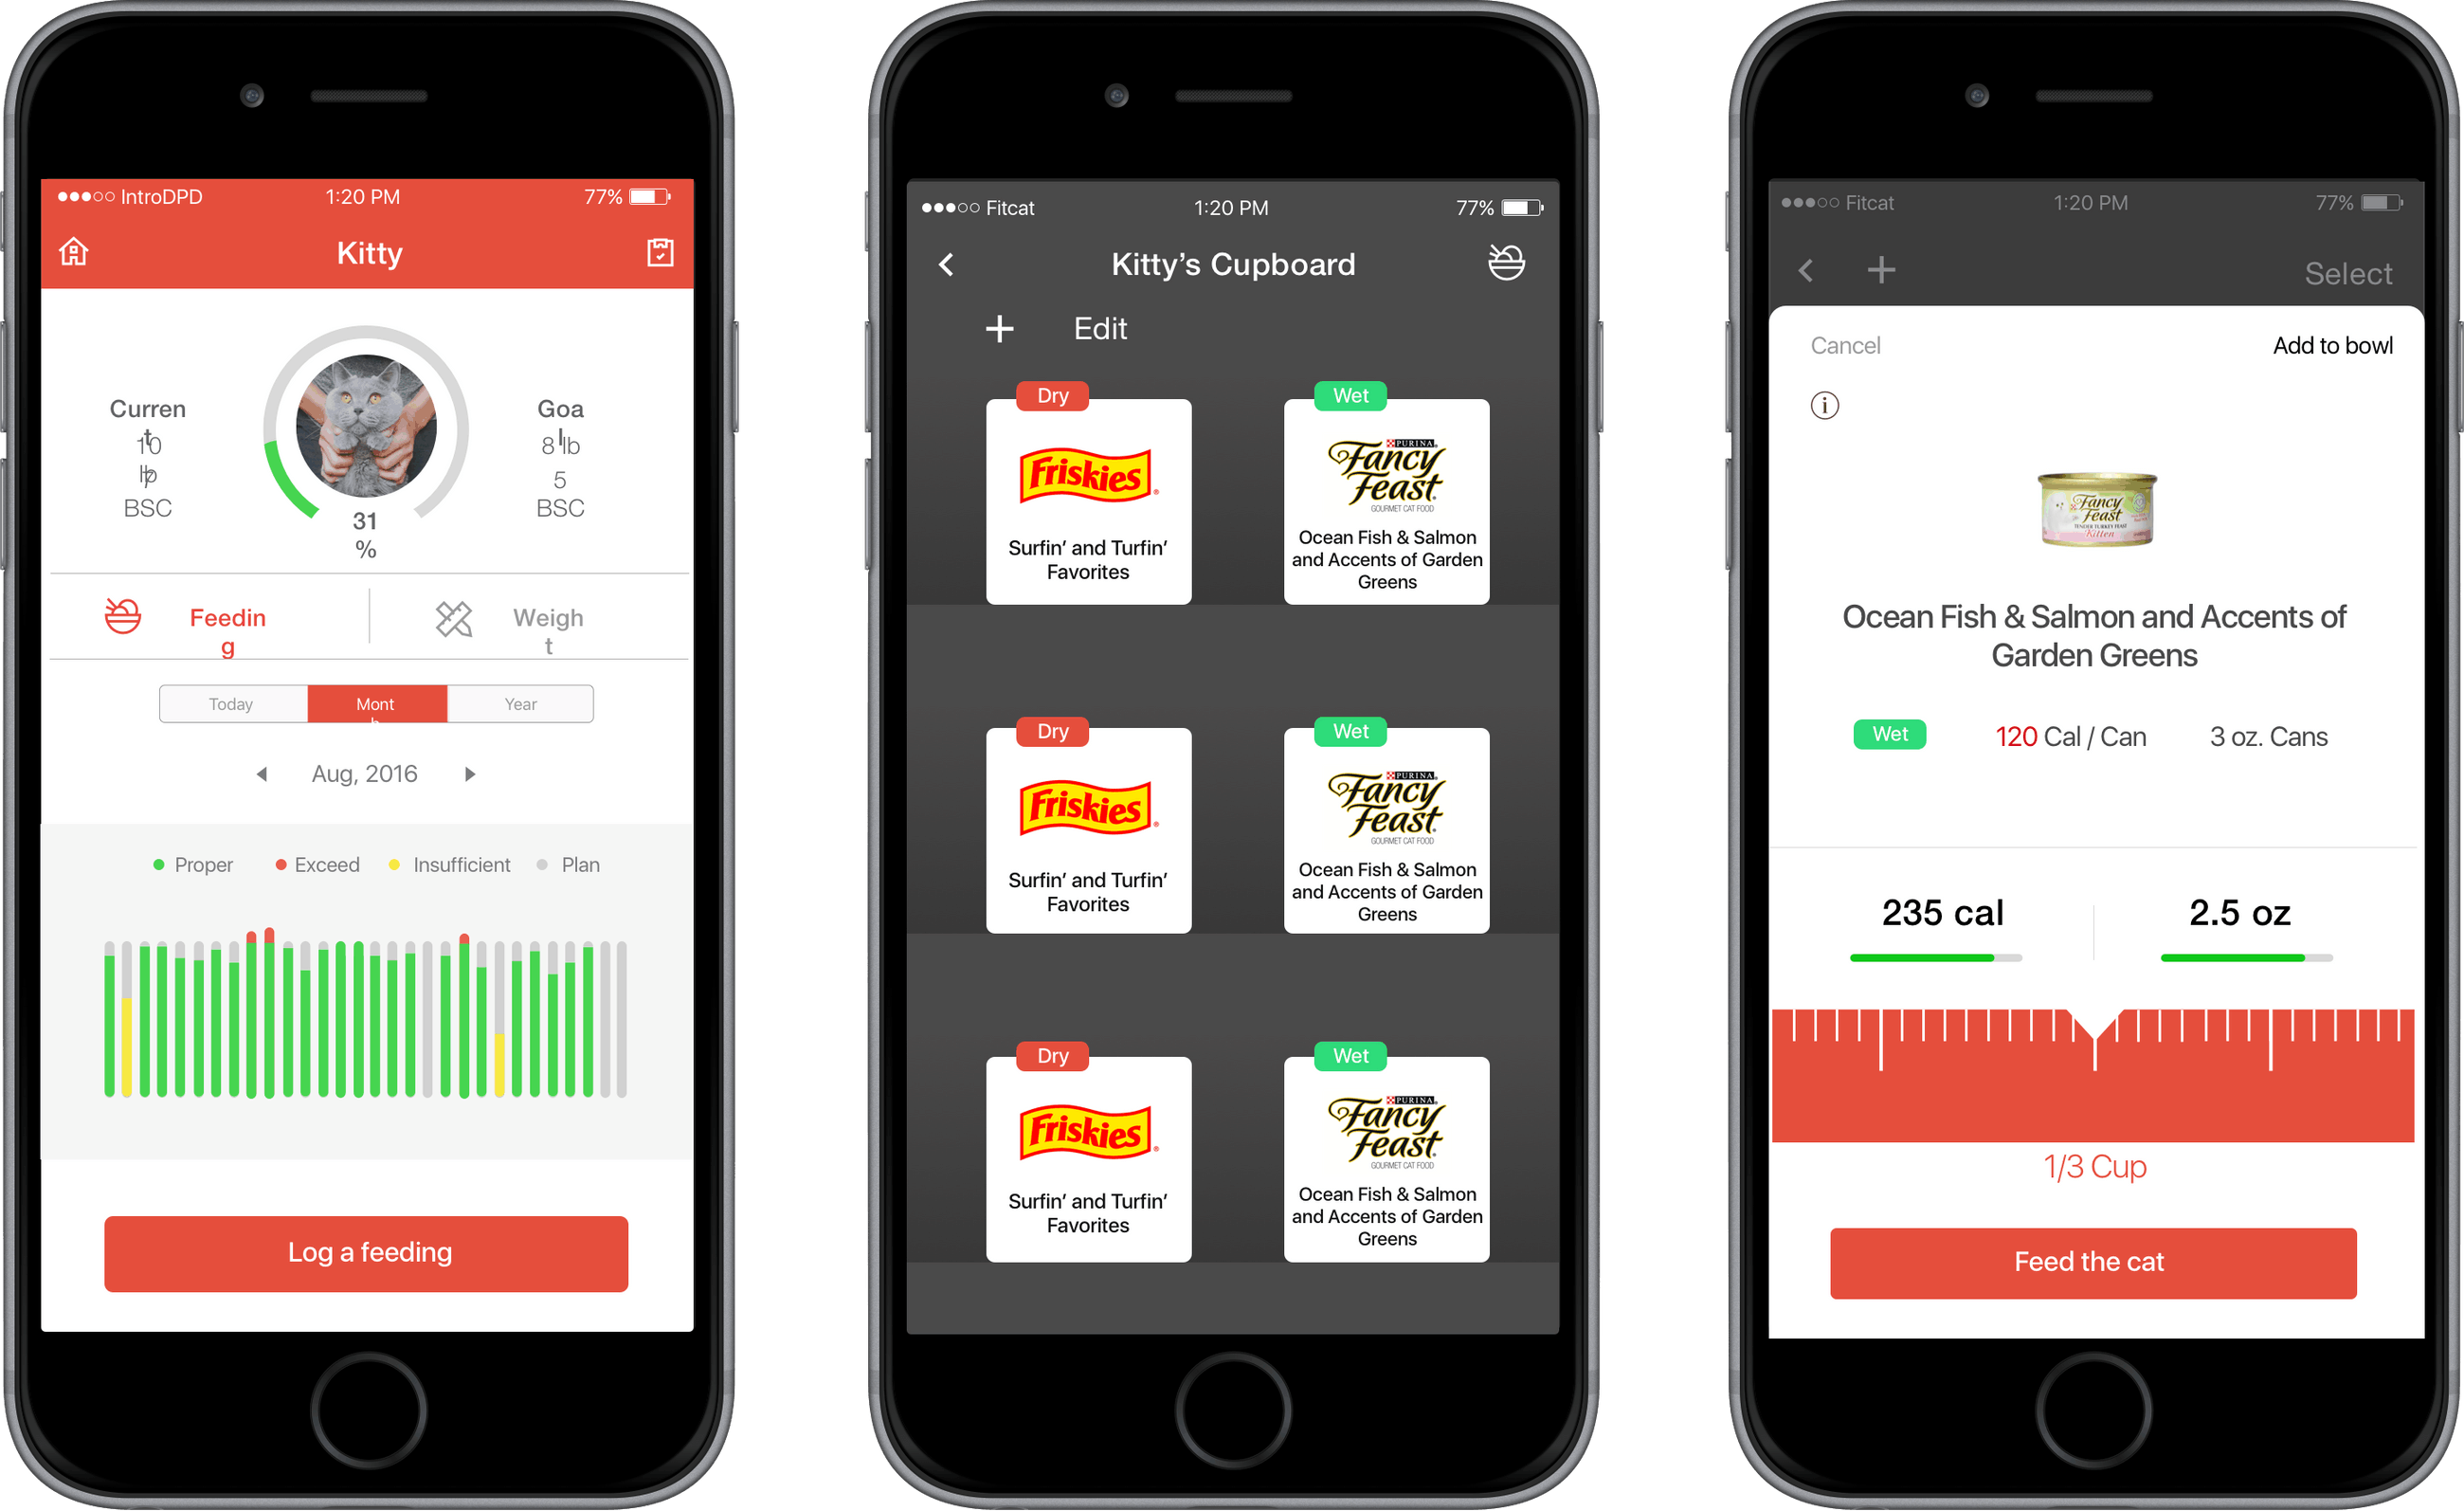 IntroDPD 1:20 PM 77%
Kitty
Curren
t
10
lb
7
BSC
31
%
Goa
l
8 lb
5
BSC
Feedin
g
Weigh
t
Today Mont
h Year
Aug, 2016
Proper Exceed Insufficient Plan
Log a feeding
Fitcat 1:20 PM 77%
Kitty’s Cupboard
Edit
Dry
Friskies
Surfin’ and Turfin’
Favorites
Wet
PURINA
Fancy
Feast
GOURMET CAT FOOD
Ocean Fish & Salmon
and Accents of Garden
Greens
Dry
Friskies
Surfin’ and Turfin’
Favorites
Wet
PURINA
Fancy
Feast
GOURMET CAT FOOD
Ocean Fish & Salmon
and Accents of Garden
Greens
Dry
Friskies
Surfin’ and Turfin’
Favorites
Wet
PURINA
Fancy
Feast
GOURMET CAT FOOD
Ocean Fish & Salmon
and Accents of Garden
Greens
Fitcat 1:20 PM 77%
Select
Cancel Add to bowl
i
Fancy
Feast
TENDER TURKEY FEAST
Kitten
Ocean Fish & Salmon and Accents of
Garden Greens
Wet 120 Cal / Can 3 oz. Cans
235 cal 2.5 oz
1/3 Cup
Feed the cat